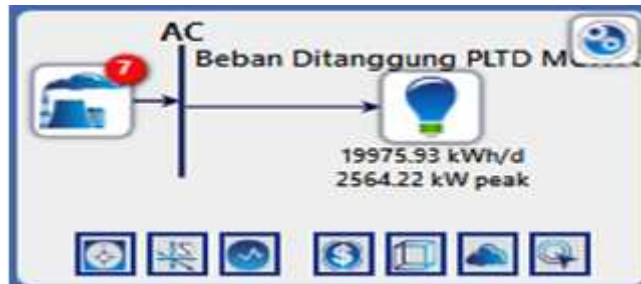 AC
Beban Ditanggung PLTD
7
19975.93 kWh/d
2564.22 kW peak
$